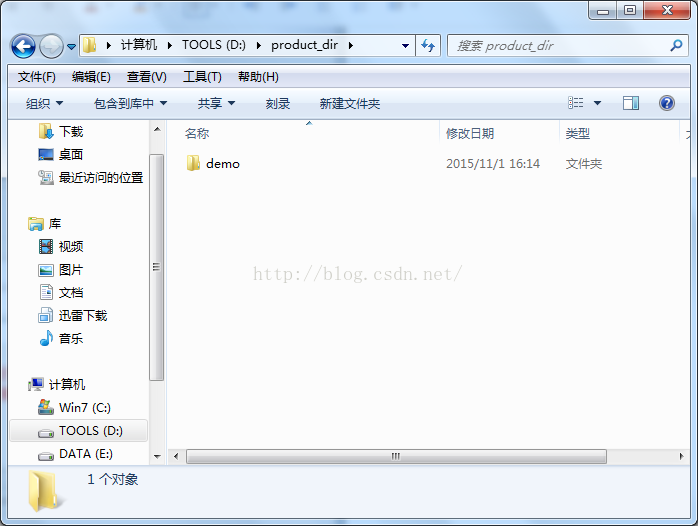 计算机 TOOLS (D:) product_dir
搜索 product_dir
文件(F) 编辑(E) 查看(V) 工具(T) 帮助(H)
组织 包含到库中 共享 刻录 新建文件夹
名称 修改日期 类型
demo 2015/11/1 16:14 文件夹
下载
桌面
最近访问的位置
库
视频
图片
文档
迅雷下载
音乐
计算机
Win7 (C:)
TOOLS (D:)
DATA (E:)
http://blog.csdn.net/
1 个对象